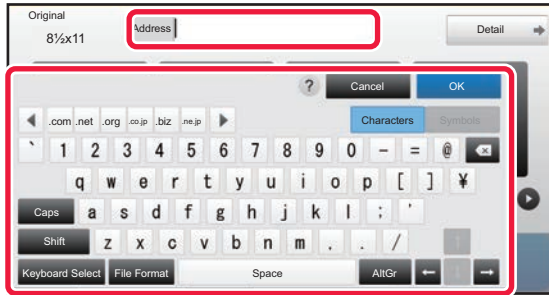 Original
8½x11
Address
Detail
? Cancel OK
.com .net .org .co.jp .biz .ne.jp
Characters Symbols
` 1 2 3 4 5 6 7 8 9 0 - = @
q w e r t y u i o p [ ] ¥
Caps a s d f g h j k l ; '
Shift z x c v b n m . . /
Keyboard Select File Format Space AltGr